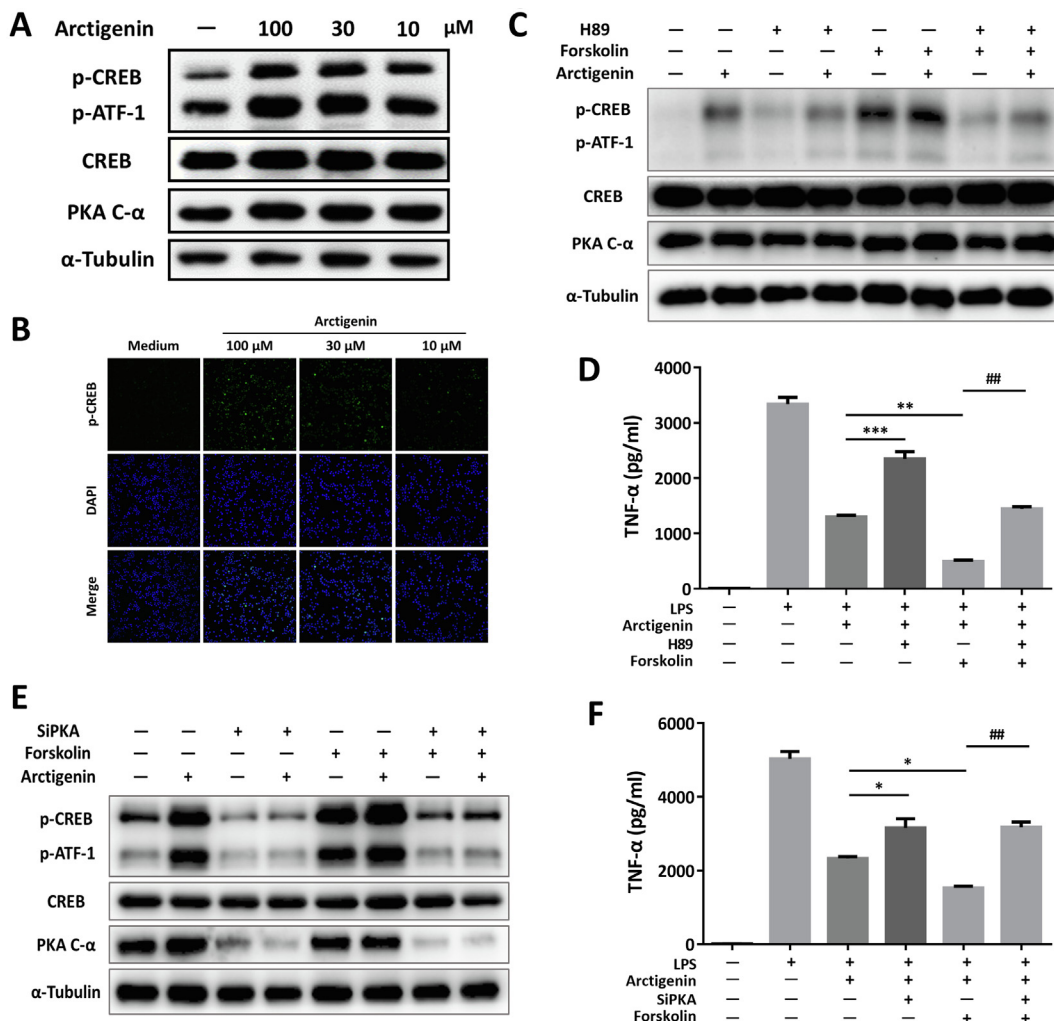 A
Arctigenin — 100 30 10 μM
p-CREB
p-ATF-1
CREB
PKA C-α
α-Tubulin
B
Arctigenin
Medium 100 μM 30 μM 10 μM
p-CREB
DAPI
Merge
C
H89 — — + + — — + +
Forskolin — — — — + + + +
Arctigenin — + — + — + — +
p-CREB
p-ATF-1
CREB
PKA C-α
α-Tubulin
D
TNF-α (pg/ml)
4000
3000
2000
1000
0
***
**
##
LPS — + + + + +
Arctigenin — — + + + +
H89 — — — + — +
Forskolin — — — — + +
E
SiPKA — — + + — — + +
Forskolin — — — — + + + +
Arctigenin — + — + — + — +
p-CREB
p-ATF-1
CREB
PKA C-α
α-Tubulin
F
TNF-α (pg/ml)
6000
4000
2000
0
*
*
##
LPS — + + + + +
Arctigenin — — + + + +
SiPKA — — — + — +
Forskolin — — — — + +